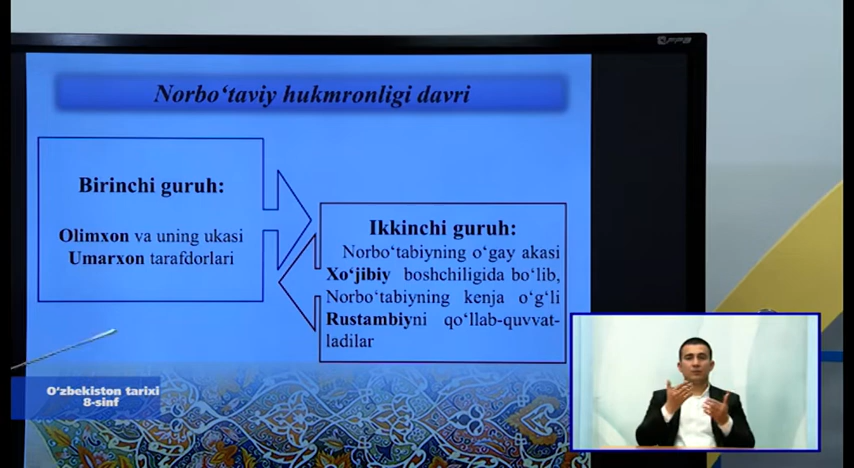 Norbo‘taviy hukmronligi davri
Birinchi guruh:
Olimxon va uning ukasi
Umarxon tarafdorlari
Ikkinchi guruh:
Norbo‘tabiyning o‘gay akasi
Xo‘jibiy boshchiligida bo‘lib,
Norbo‘tabiyning kenja o‘g‘li
Rustambiyni qo‘llab-quvvat-
ladilar
O‘zbekiston tarixi
8-sinf